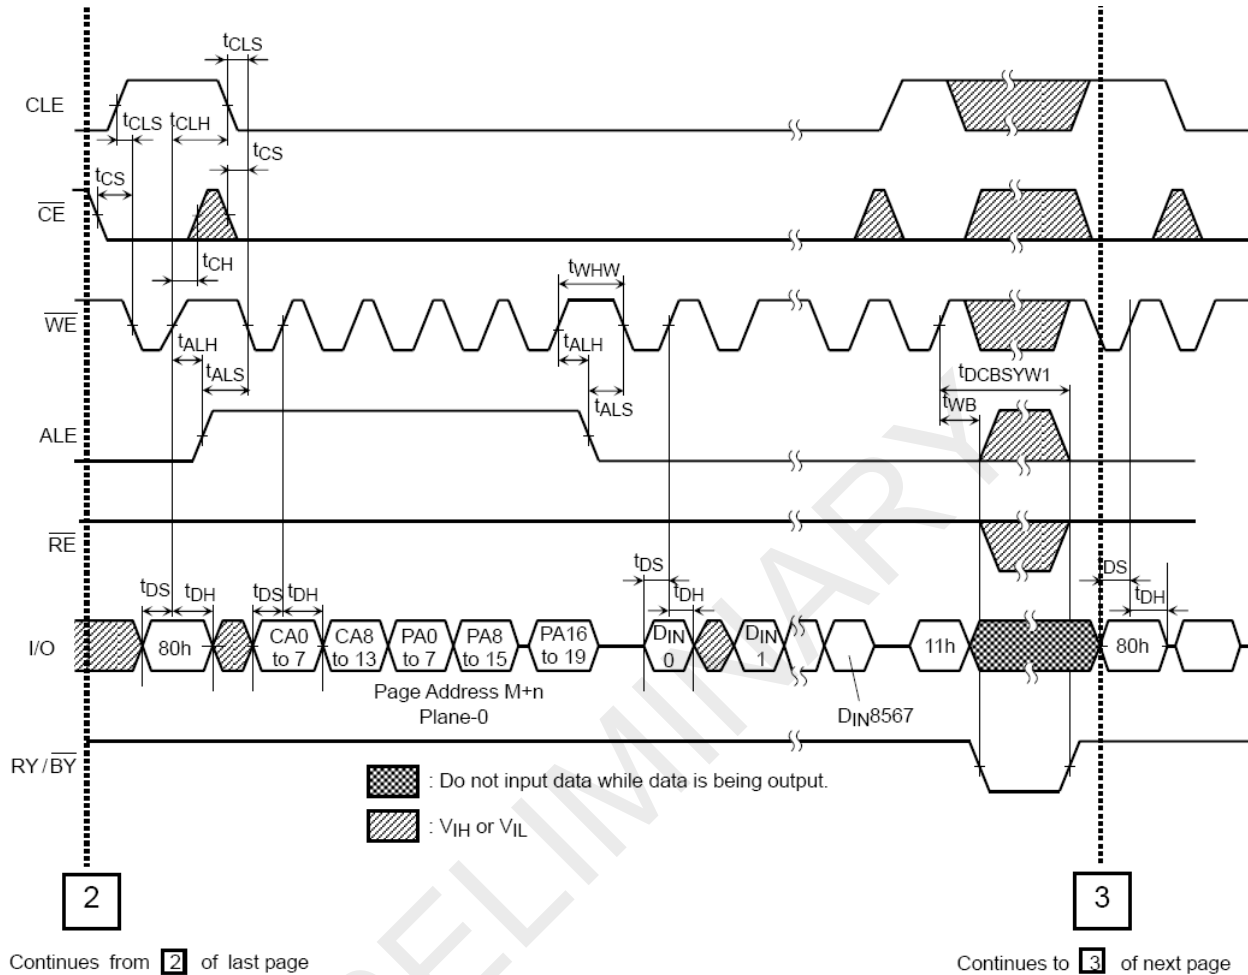 tCLS
CLE
tCLS
tCLH
tCS
tCS
CE
tCH
tWHW
WE
tALH
tALH
tALS
tDCBSYW1
tALS
tWB
ALE
RE
tDS
tDS
tDH
tDS
tDH
tDH
DS
tDH
I/O
80h
CA0
to 7
CA8
to 13
PA0
to 7
PA8
to 15
PA16
to 19
DIN
0
DIN
1
11h
80h
Page Address M+n
Plane-0
DIN8567
RY/BY
: Do not input data while data is being output.
: VIH or VIL
PRELIMINARY
2
3
Continues from 2 of last page
Continues to 3 of next page